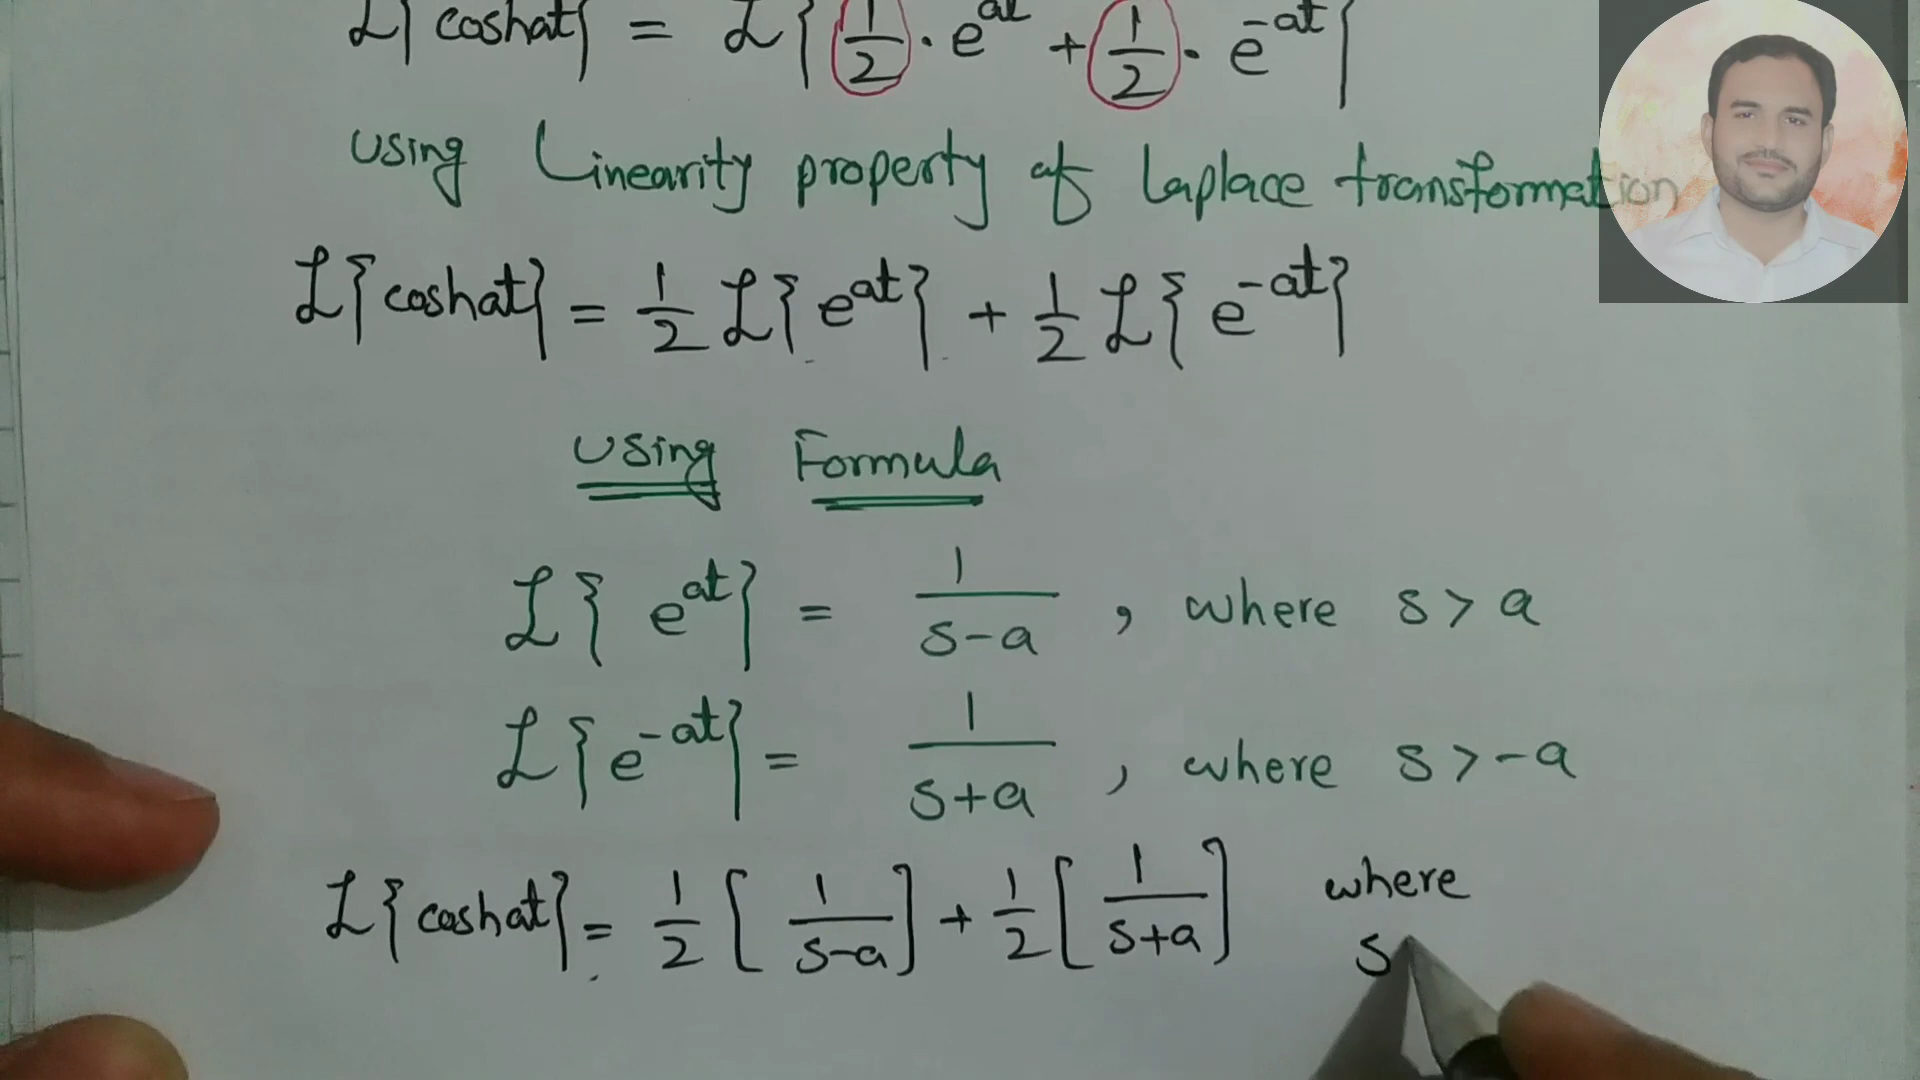 ℒ{coshat} = ℒ{1/2 · e^at + 1/2 · e^-at}
Using Linearity property of Laplace transformation
ℒ{coshat} = 1/2 ℒ{e^at} + 1/2 ℒ{e^-at}
Using Formula
ℒ{e^at} = 1/(s-a) , where s > a
ℒ{e^-at} = 1/(s+a) , where s > -a
ℒ{coshat} = 1/2 [1/(s-a)] + 1/2 [1/(s+a)] where
s